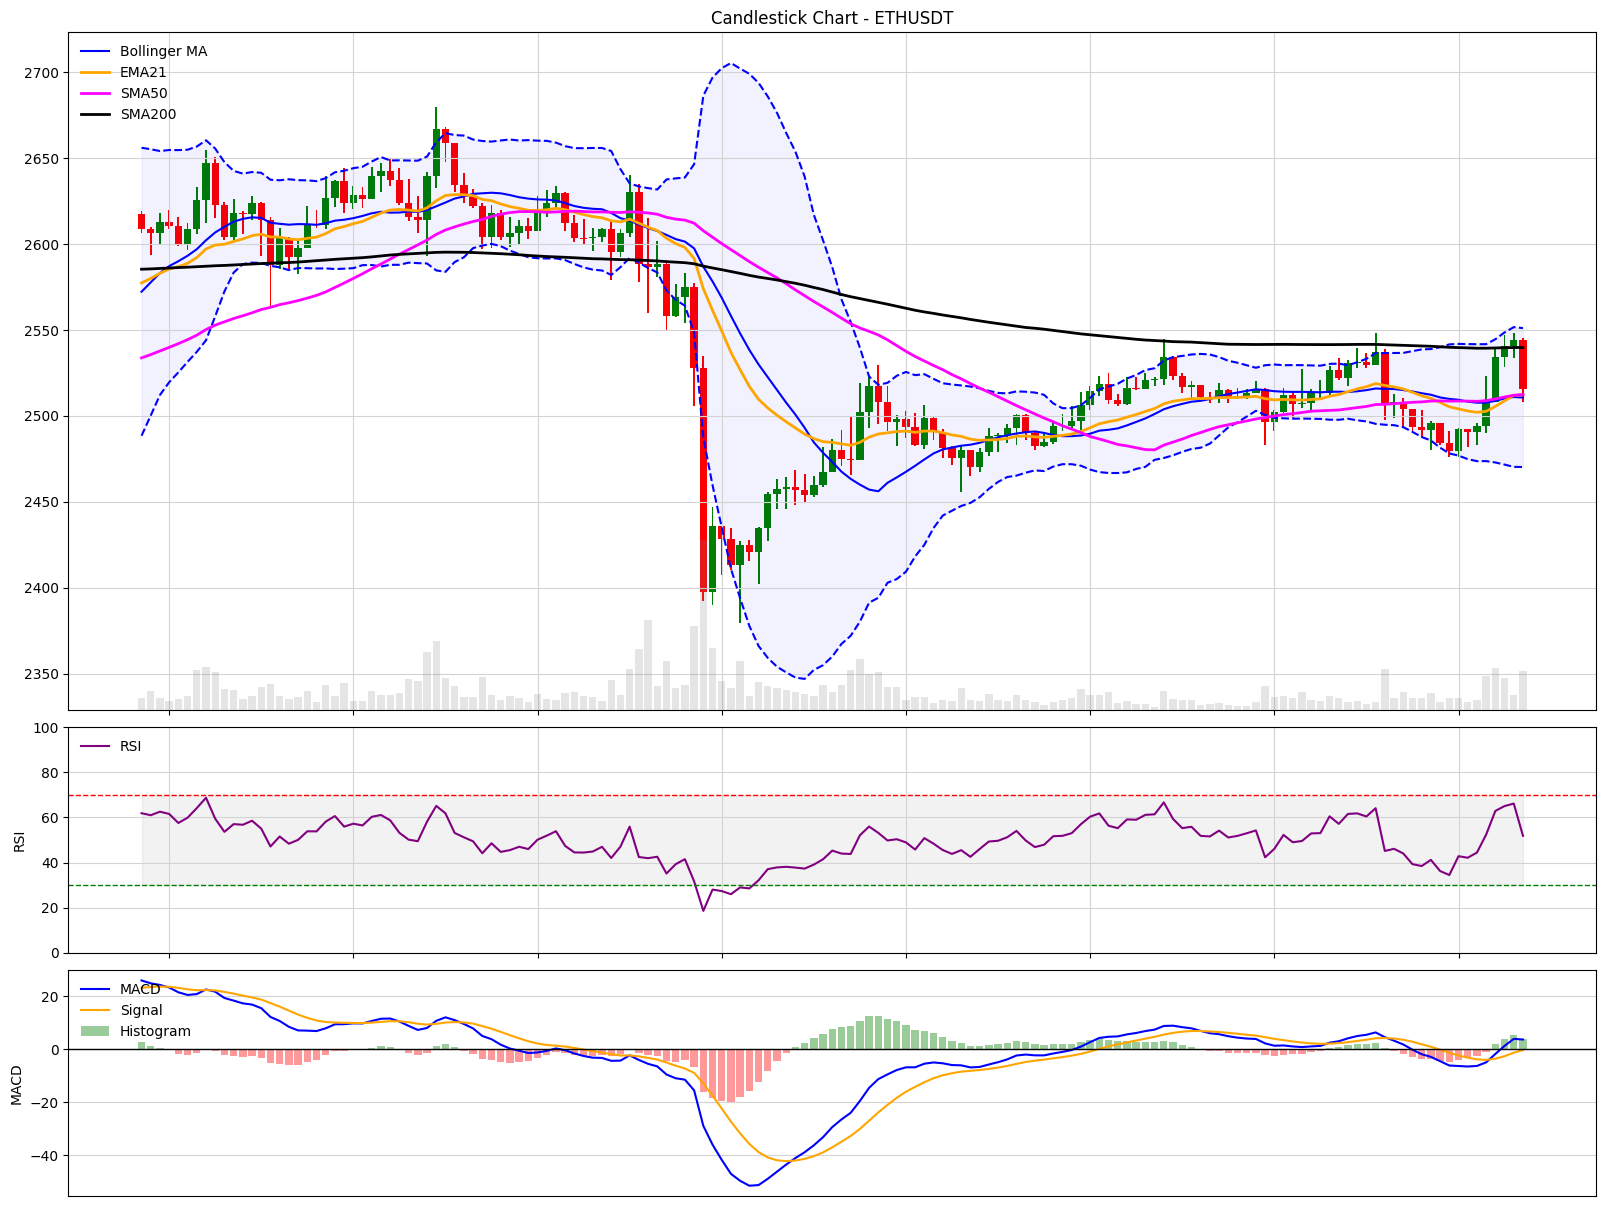 Candlestick Chart - ETHUSDT
Bollinger MA
EMA21
SMA50
SMA200
2700
2650
2600
2550
2500
2450
2400
2350
RSI
RSI
100
80
60
40
20
0
MACD
Signal
Histogram
MACD
20
0
−20
−40